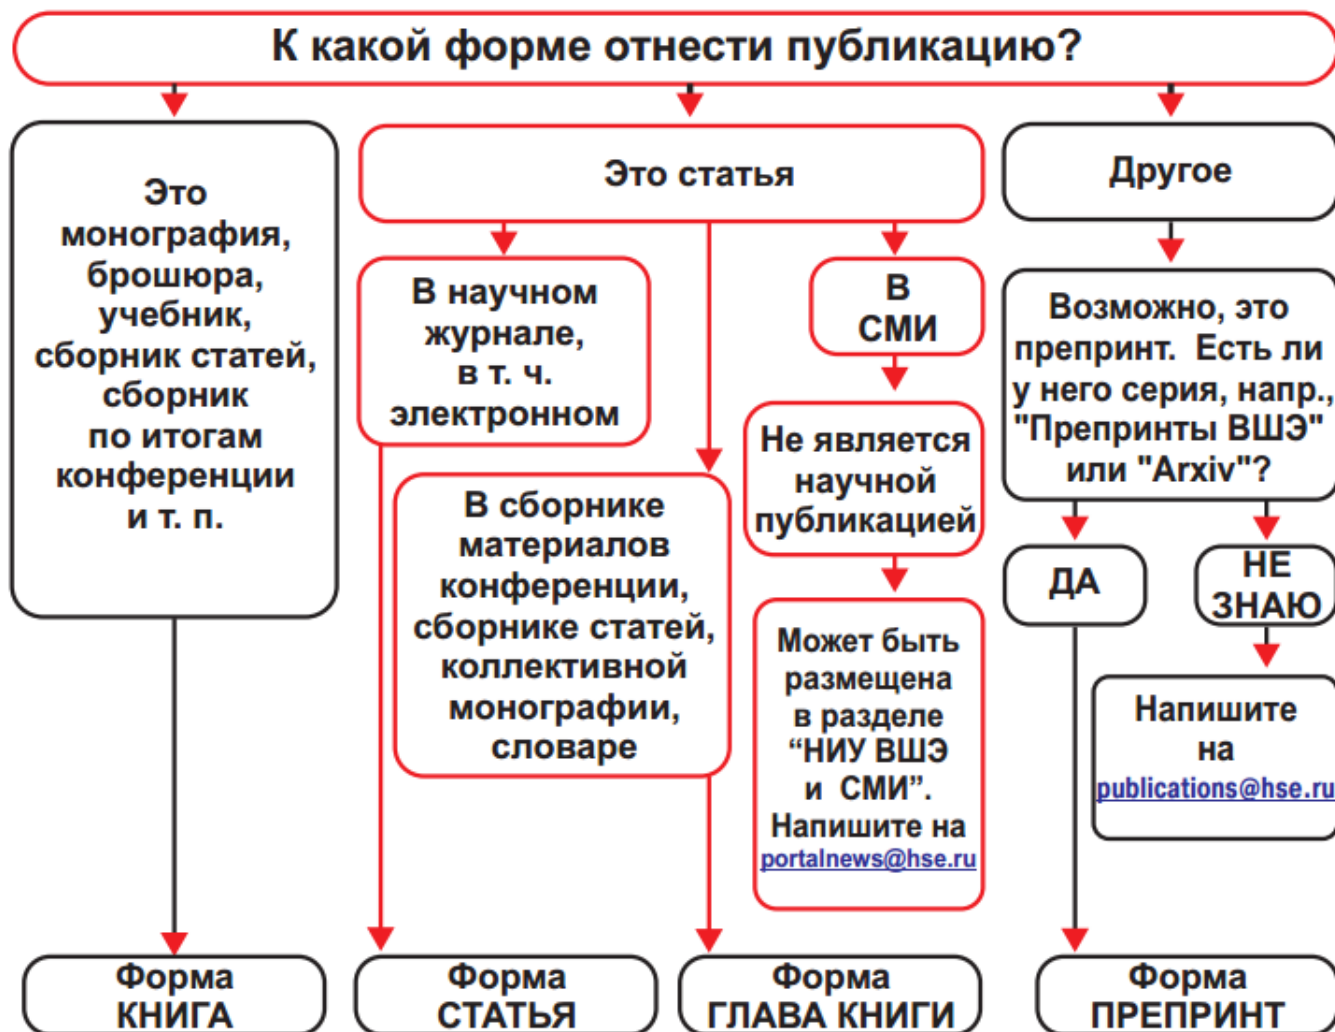 К какой форме отнести публикацию?
Это
монография,
брошюра,
учебник,
сборник статей,
сборник
по итогам
конференции
и т. п.
Это статья
Другое
В научном
журнале,
в т. ч.
электронном
В
СМИ
Возможно, это
препринт. Есть ли
у него серия, напр.,
"Препринты ВШЭ"
или "Arxiv"?
В сборнике
материалов
конференции,
сборнике статей,
коллективной
монографии,
словаре
Не является
научной
публикацией
ДА
НЕ
ЗНАЮ
Может быть
размещена
в разделе
“НИУ ВШЭ
и СМИ”.
Напишите на
portalnews@hse.ru
Напишите
на
publications@hse.ru
Форма
КНИГА
Форма
СТАТЬЯ
Форма
ГЛАВА КНИГИ
Форма
ПРЕПРИНТ